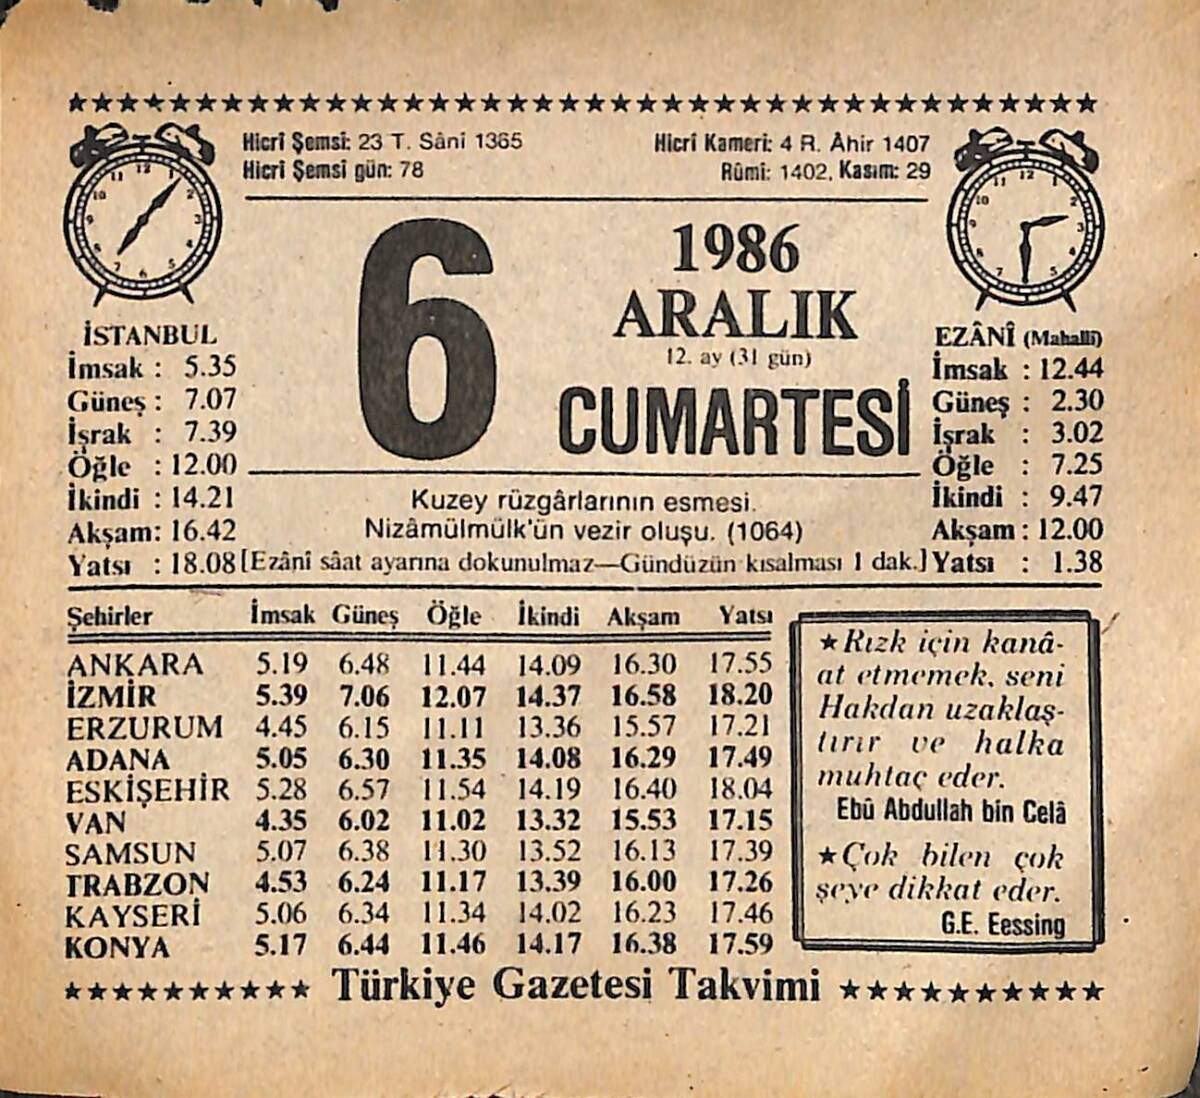 Hicrî Şemsî: 23 T. Sâni 1365
Hicrî Şemsî gün: 78
Hicrî Kamerî: 4 R. Âhir 1407
Rûmi: 1402, Kasım: 29
6
1986
ARALIK
12. ay (31 gün)
CUMARTESİ
İSTANBUL
İmsak : 5.35
Güneş : 7.07
İşrak : 7.39
Öğle : 12.00
İkindi : 14.21
Akşam: 16.42
Yatsı : 18.08
EZÂNÎ (Mahallî)
İmsak : 12.44
Güneş : 2.30
İşrak : 3.02
Öğle : 7.25
İkindi : 9.47
Akşam : 12.00
Yatsı : 1.38
Kuzey rüzgârlarının esmesi.
Nizâmülmülk'ün vezir oluşu. (1064)
[Ezânî sâat ayarına dokunulmaz—Gündüzün kısalması 1 dak.]
Şehirler İmsak Güneş Öğle İkindi Akşam Yatsı
ANKARA 5.19 6.48 11.44 14.09 16.30 17.55
İZMİR 5.39 7.06 12.07 14.37 16.58 18.20
ERZURUM 4.45 6.15 11.11 13.36 15.57 17.21
ADANA 5.05 6.30 11.35 14.08 16.29 17.49
ESKİŞEHİR 5.28 6.57 11.54 14.19 16.40 18.04
VAN 4.35 6.02 11.02 13.32 15.53 17.15
SAMSUN 5.07 6.38 11.30 13.52 16.13 17.39
TRABZON 4.53 6.24 11.17 13.39 16.00 17.26
KAYSERİ 5.06 6.34 11.34 14.02 16.23 17.46
KONYA 5.17 6.44 11.46 14.17 16.38 17.59
★Rızk için kanâ-
at etmemek, seni
Hakdan uzaklaş-
tırır ve halka
muhtaç eder.
Ebû Abdullah bin Celâ
★Çok bilen çok
şeye dikkat eder.
G.E. Eessing
Türkiye Gazetesi Takvimi